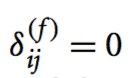 δ_{ij}^{(f)} = 0